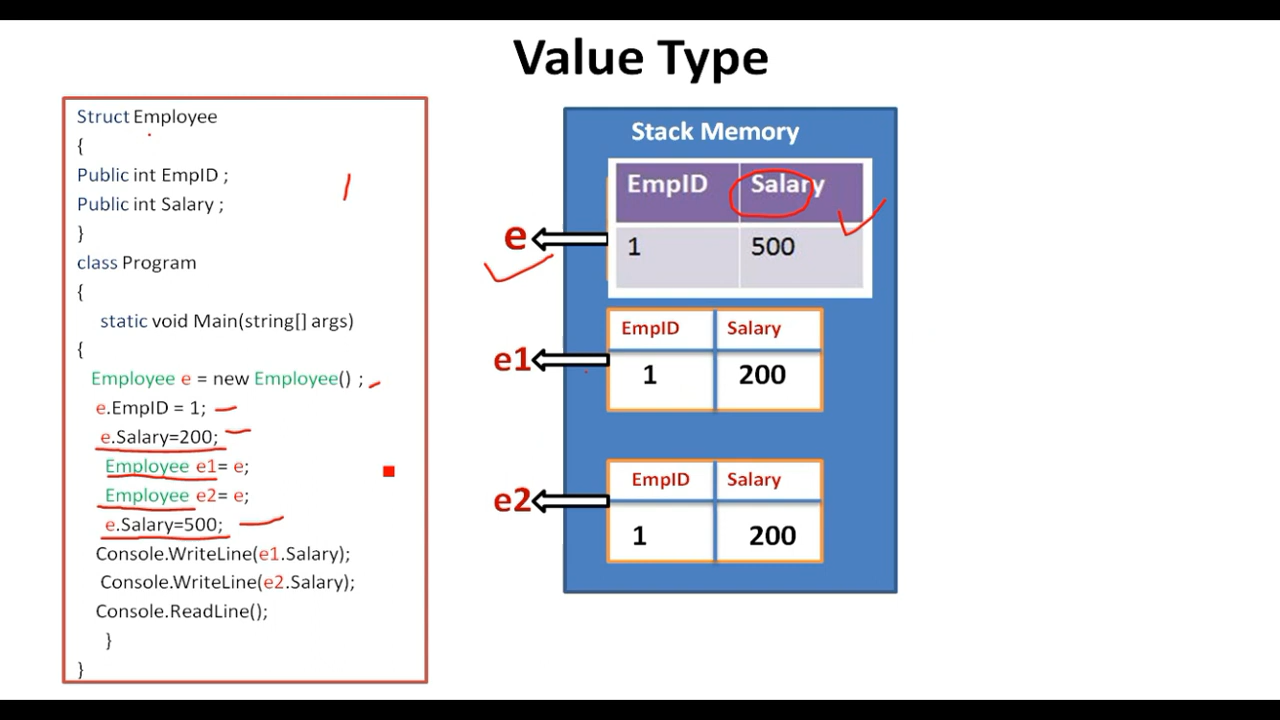 Value Type
Struct Employee
{
Public int EmpID ;
Public int Salary ;
}
class Program
{
static void Main(string[] args)
{
Employee e = new Employee() ;
e.EmpID = 1;
e.Salary=200;
Employee e1= e;
Employee e2= e;
e.Salary=500;
Console.WriteLine(e1.Salary);
Console.WriteLine(e2.Salary);
Console.ReadLine();
}
}
Stack Memory
EmpID Salary
e 1 500
EmpID Salary
e1 1 200
EmpID Salary
e2 1 200